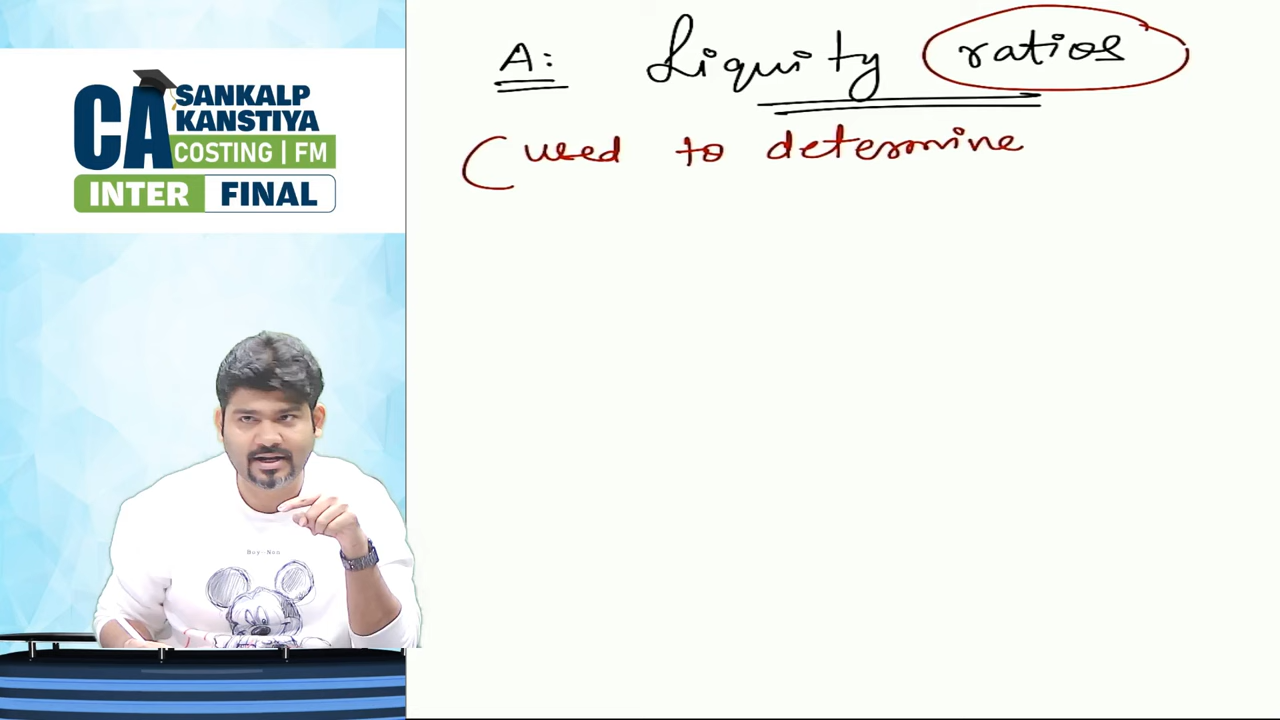 CA SANKALP KANSTIYA
COSTING | FM
INTER FINAL
A: Liquity ratios
( used to determine
Boy-Non